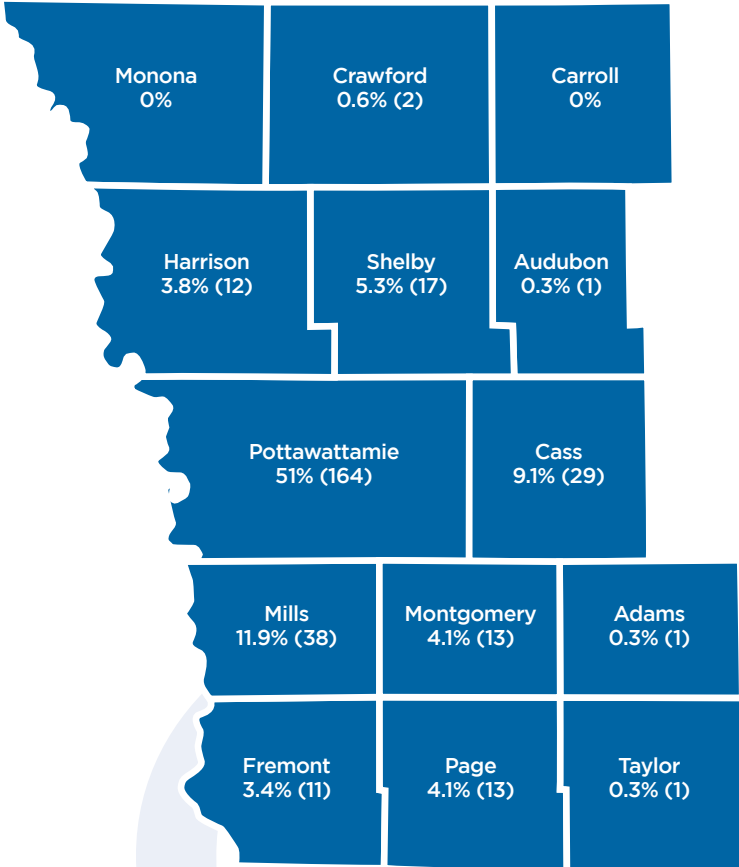 Monona
0%
Crawford
0.6% (2)
Carroll
0%
Harrison
3.8% (12)
Shelby
5.3% (17)
Audubon
0.3% (1)
Pottawattamie
51% (164)
Cass
9.1% (29)
Mills
11.9% (38)
Montgomery
4.1% (13)
Adams
0.3% (1)
Fremont
3.4% (11)
Page
4.1% (13)
Taylor
0.3% (1)